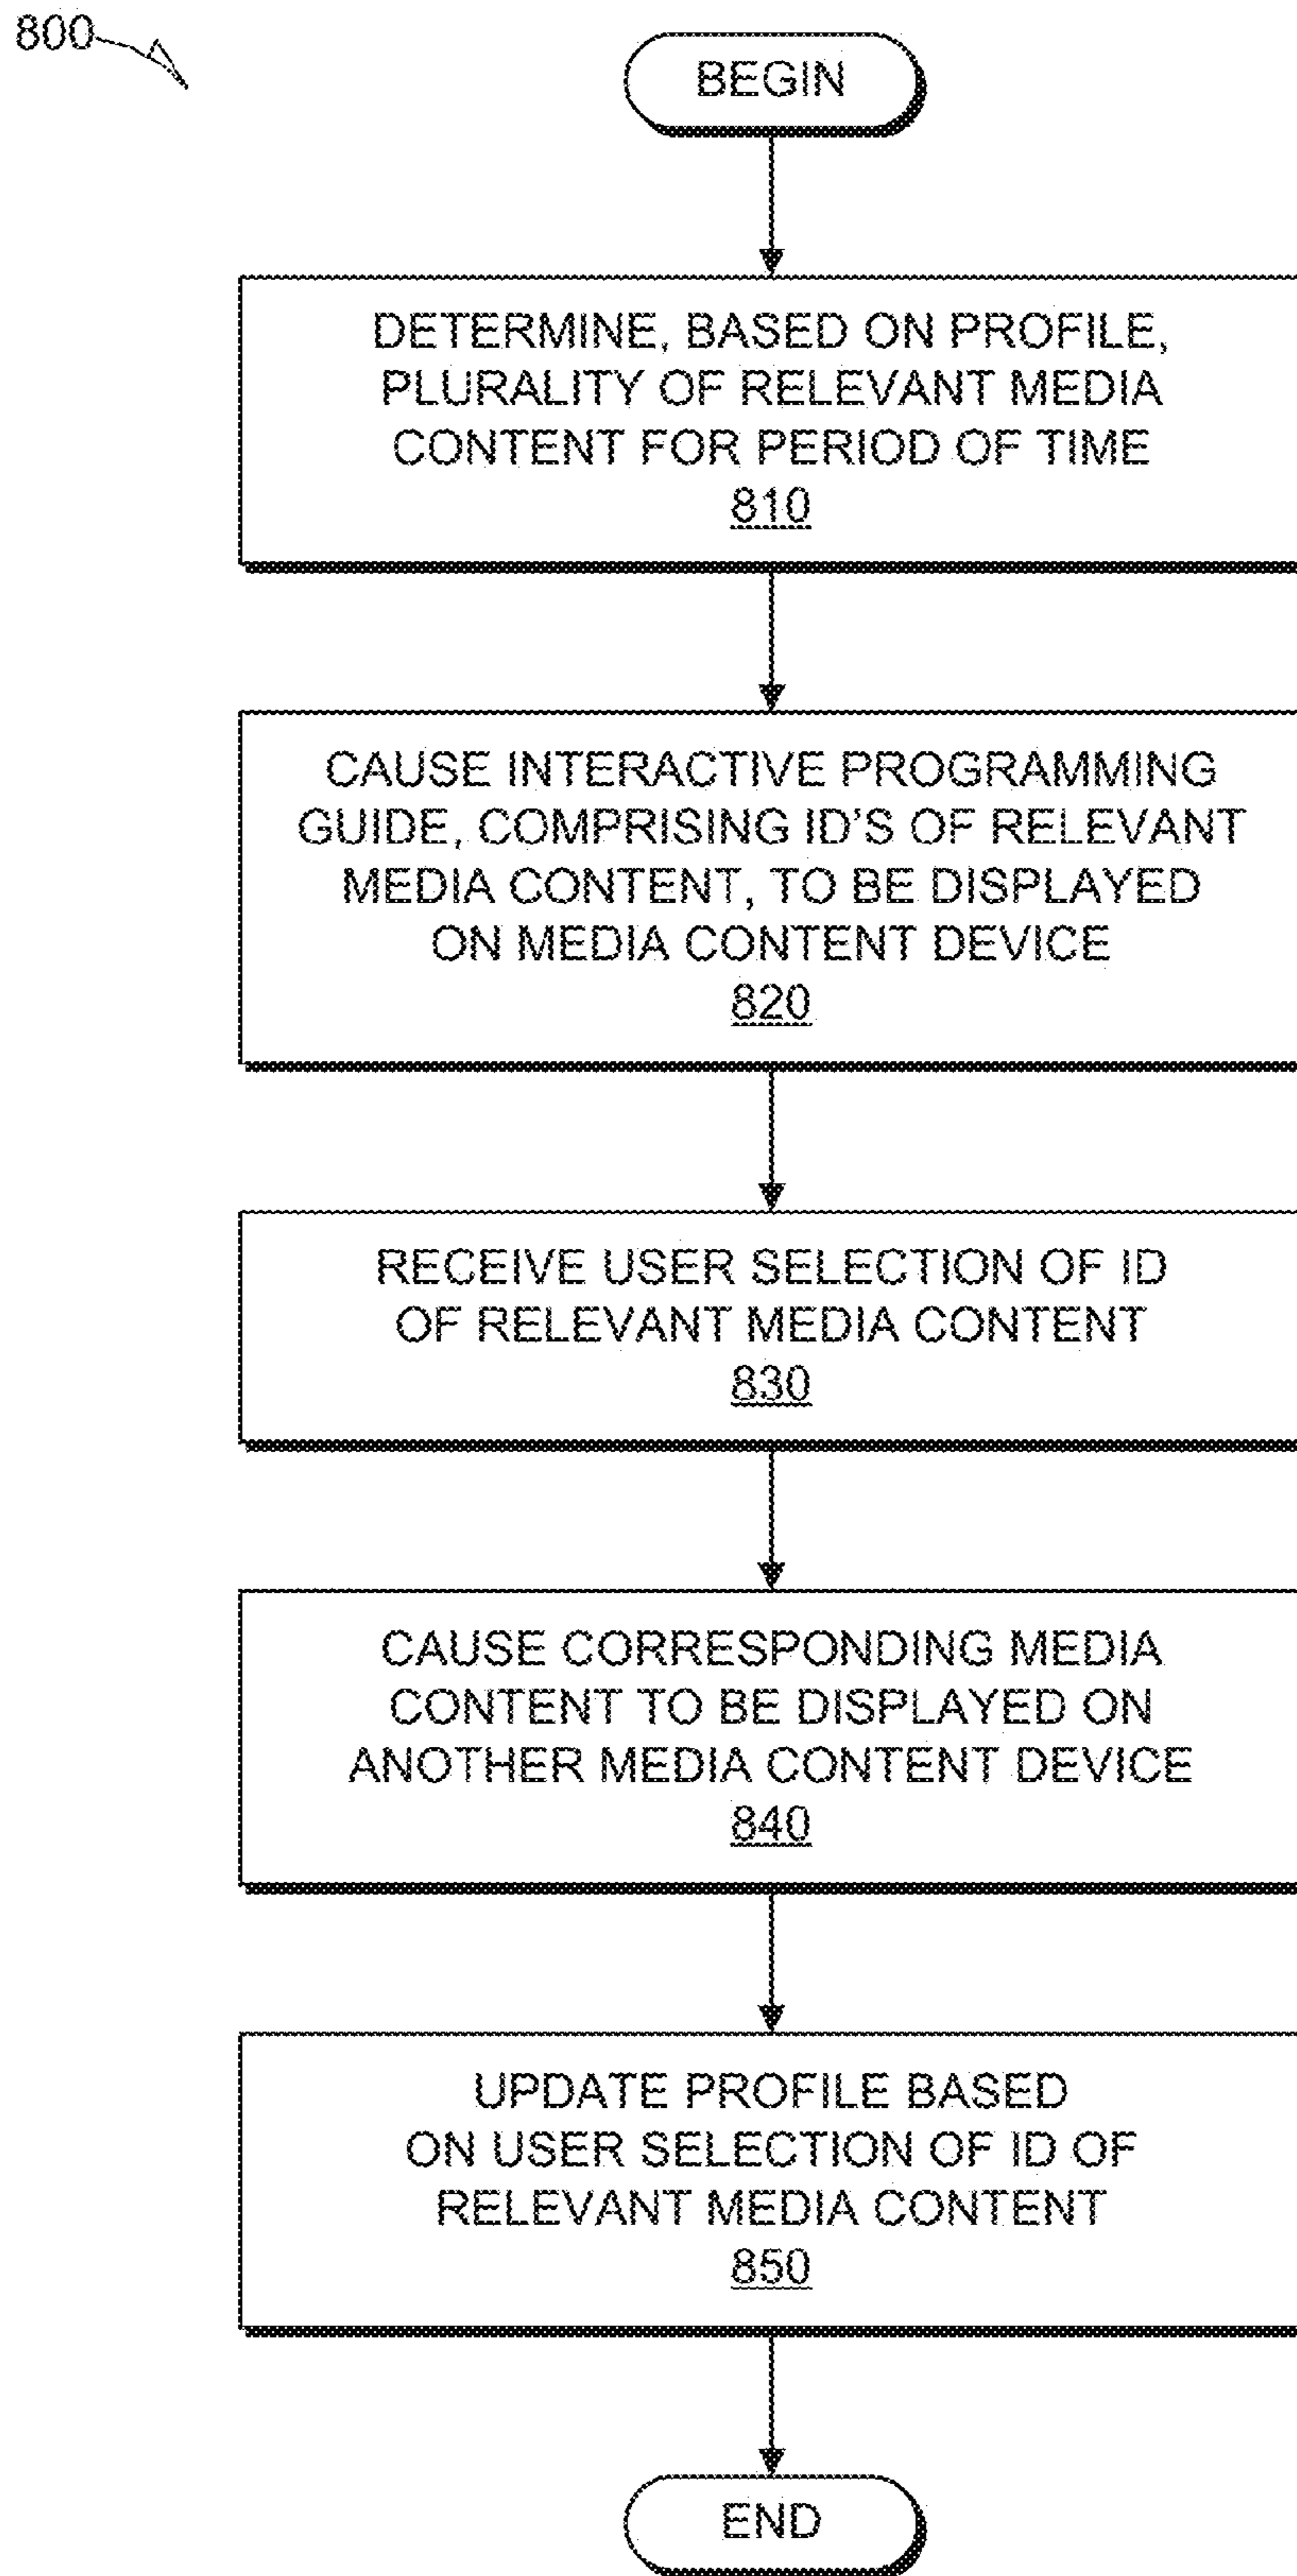 800
BEGIN
DETERMINE, BASED ON PROFILE,
PLURALITY OF RELEVANT MEDIA
CONTENT FOR PERIOD OF TIME
810
CAUSE INTERACTIVE PROGRAMMING
GUIDE, COMPRISING ID'S OF RELEVANT
MEDIA CONTENT, TO BE DISPLAYED
ON MEDIA CONTENT DEVICE
820
RECEIVE USER SELECTION OF ID
OF RELEVANT MEDIA CONTENT
830
CAUSE CORRESPONDING MEDIA
CONTENT TO BE DISPLAYED ON
ANOTHER MEDIA CONTENT DEVICE
840
UPDATE PROFILE BASED
ON USER SELECTION OF ID OF
RELEVANT MEDIA CONTENT
850
END